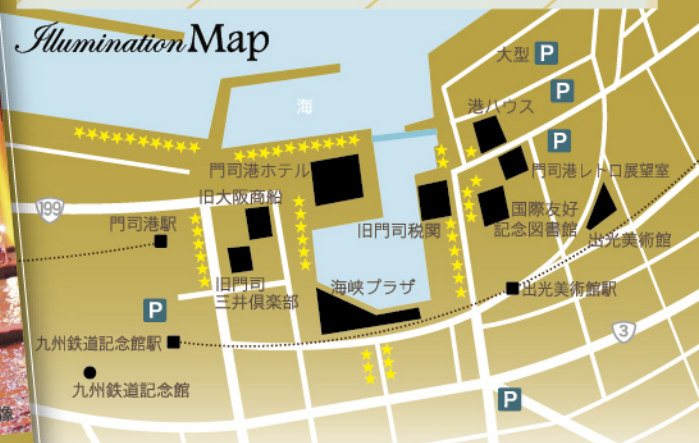 Illumination Map
大型 P
P
海
港ハウス
P
門司港ホテル
門司港レトロ展望室
旧大阪商船
199
国際友好
記念図書館
門司港駅
旧門司税関
出光美術館
旧門司
三井倶楽部
海峡プラザ
出光美術館駅
P
3
九州鉄道記念館駅
九州鉄道記念館
P
像